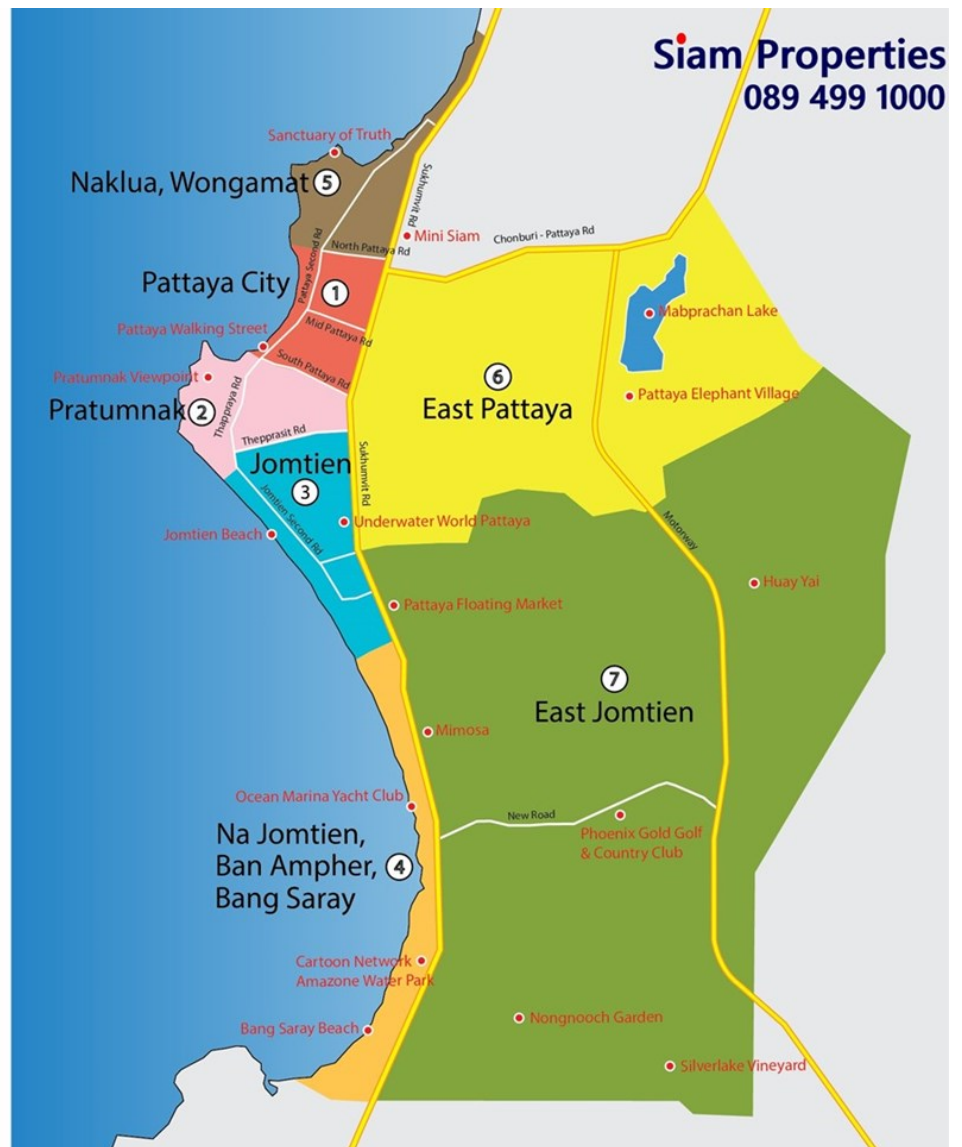 Siam Properties
089 499 1000
Sanctuary of Truth
Naklua, Wongamat 5
Sukhumvit Rd
Mini Siam
Chonburi - Pattaya Rd
North Pattaya Rd
Pattaya Second Rd
Pattaya City
1
Mabprachan Lake
Mid Pattaya Rd
Pattaya Walking Street
South Pattaya Rd
Pratumnak Viewpoint
6
East Pattaya
Pattaya Elephant Village
Pratumnak 2
Thappraya Rd
Thepprasit Rd
Jomtien
3
Sukhumvit Rd
Jomtien Second Rd
Underwater World Pattaya
Jomtien Beach
Motorway
Huay Yai
Pattaya Floating Market
7
East Jomtien
Mimosa
Ocean Marina Yacht Club
New Road
Phoenix Gold Golf
& Country Club
Na Jomtien,
Ban Ampher, 4
Bang Saray
Cartoon Network
Amazone Water Park
Bang Saray Beach
Nongnooch Garden
Silverlake Vineyard